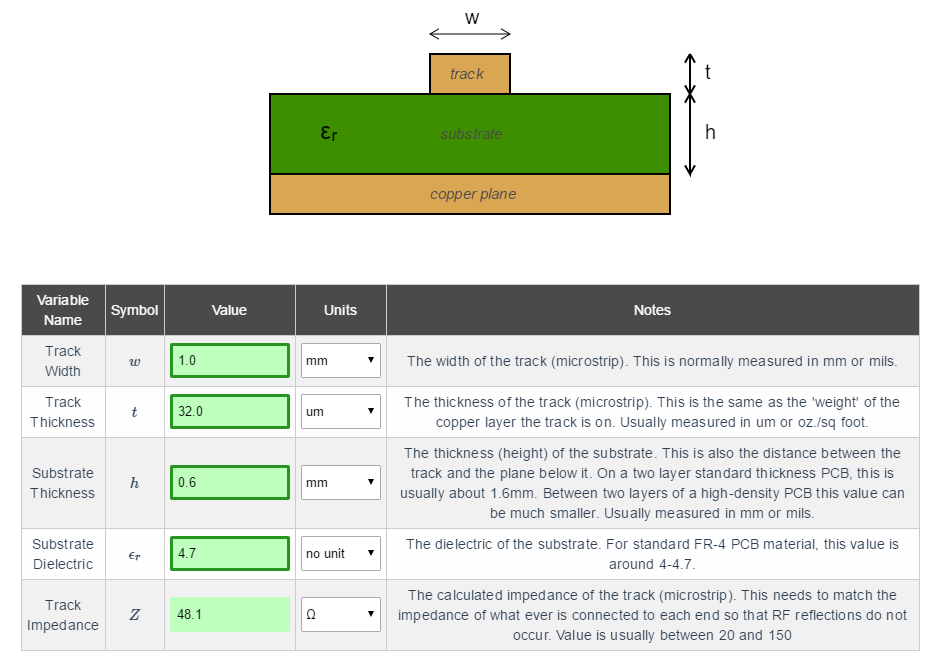 w
track
t
εr
substrate
h
copper plane
Variable
Name
Symbol
Value
Units
Notes
Track
Width
w
1.0
mm
The width of the track (microstrip). This is normally measured in mm or mils.
Track
Thickness
t
32.0
um
The thickness of the track (microstrip). This is the same as the 'weight' of the
copper layer the track is on. Usually measured in um or oz./sq foot.
Substrate
Thickness
h
0.6
mm
The thickness (height) of the substrate. This is also the distance between the
track and the plane below it. On a two layer standard thickness PCB, this is
usually about 1.6mm. Between two layers of a high-density PCB this value can
be much smaller. Usually measured in mm or mils.
Substrate
Dielectric
ϵr
4.7
no unit
The dielectric of the substrate. For standard FR-4 PCB material, this value is
around 4-4.7.
Track
Impedance
Z
48.1
Ω
The calculated impedance of the track (microstrip). This needs to match the
impedance of what ever is connected to each end so that RF reflections do not
occur. Value is usually between 20 and 150